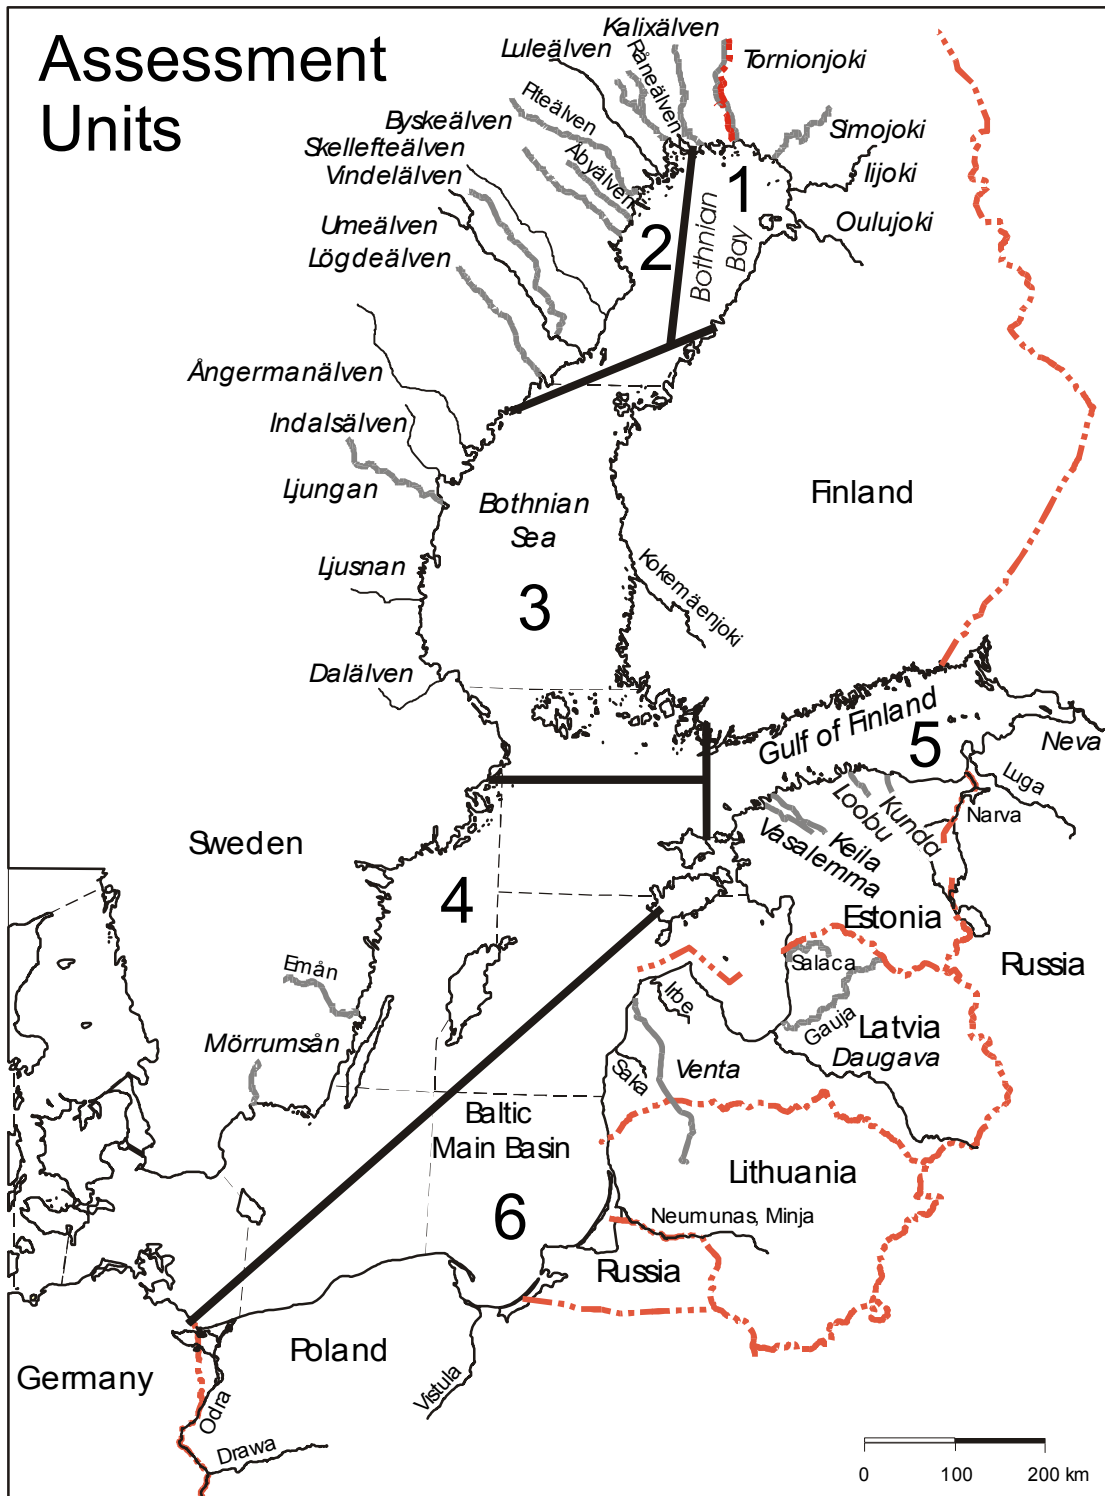 Assessment
Units
Kalixälven
Luleälven
Råneälven
Tornionjoki
Piteälven
Byskeälven
Simojoki
Skellefteälven
Åbyälven
Iijoki
Vindelälven
1
Umeälven
2
Bothnian
Bay
Oulujoki
Lögdeälven
Ångermanälven
Indalsälven
Ljungan
Bothnian
Sea
Finland
Ljusnan
3
Kokemäenjoki
Dalälven
Gulf of Finland
5
Neva
Luga
Narva
Loobu
Kunda
Keila
Vasalemma
Sweden
4
Estonia
Russia
Salaca
Emån
Irbe
Gauja
Latvia
Mörrumsån
Daugava
Saka
Venta
Baltic
Main Basin
Lithuania
6
Neumunas, Minja
Russia
Poland
Germany
Vistula
Odra
Drawa
0 100 200 km